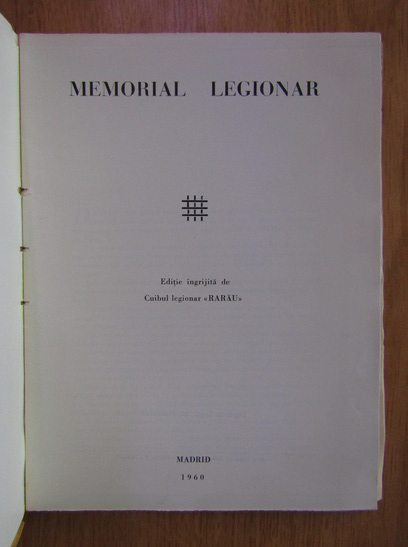 MEMORIAL LEGIONAR
Ediție îngrijită de
Cuibul legionar «RARĂU»
MADRID
1960